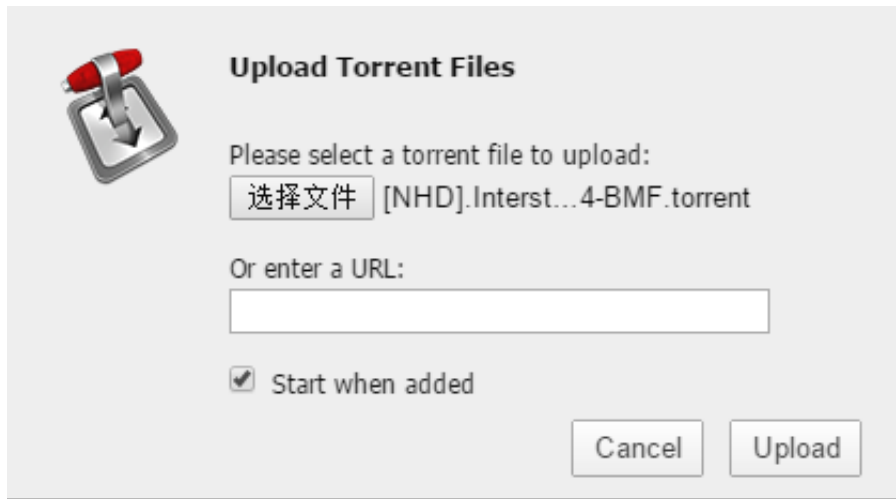 Upload Torrent Files
Please select a torrent file to upload:
选择文件 [NHD].Interst...4-BMF.torrent
Or enter a URL:
Start when added
Cancel Upload